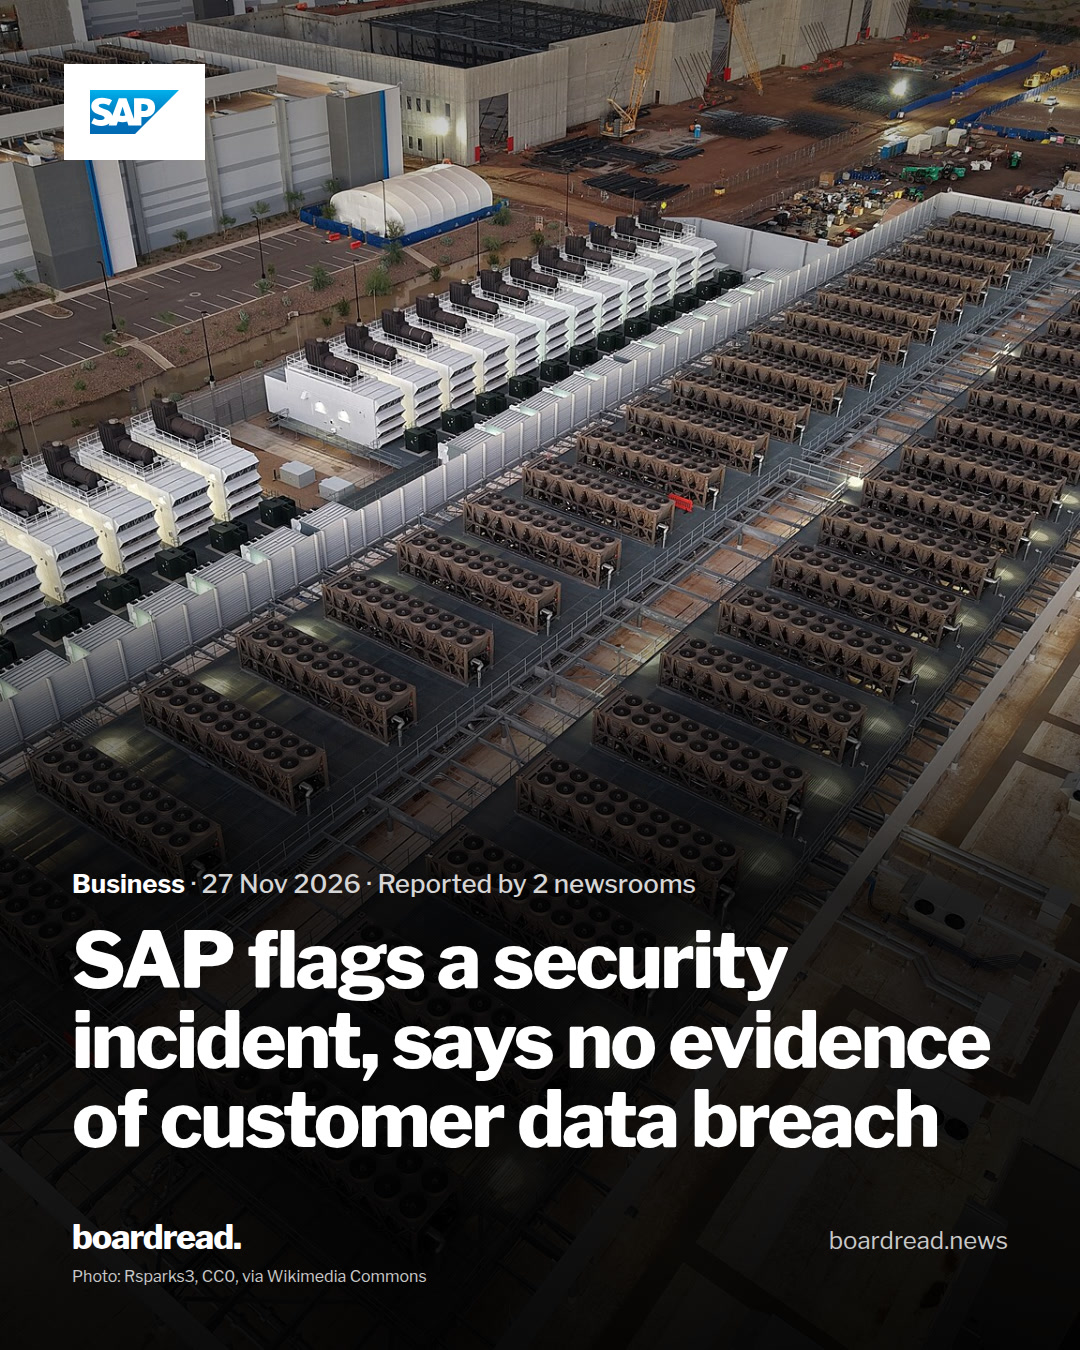 SAP
Business · 27 Nov 2026 · Reported by 2 newsrooms
SAP flags a security
incident, says no evidence
of customer data breach
boardread.
boardread.news
Photo: Rsparks3, CC0, via Wikimedia Commons